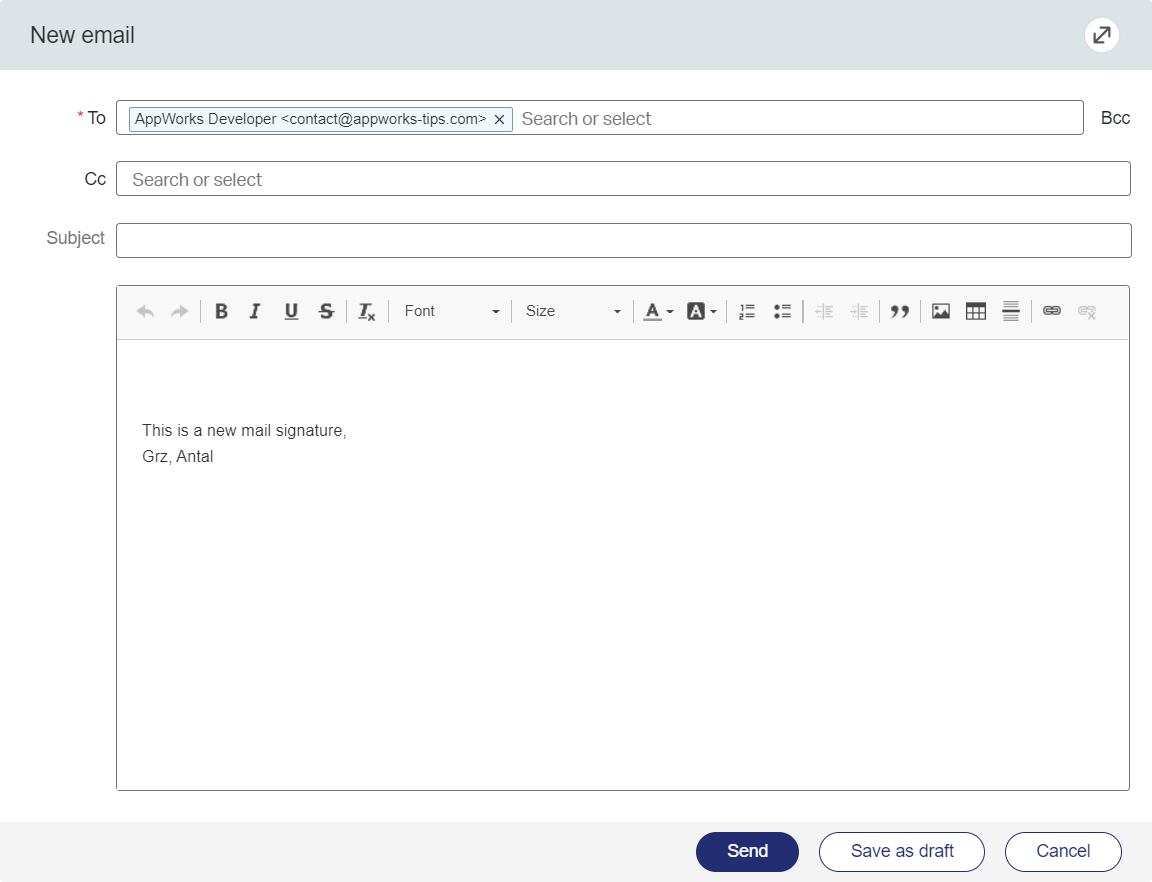 New email
* To AppWorks Developer <contact@appworks-tips.com> × Search or select Bcc
Cc Search or select
Subject
B I U S Tx Font Size A A
This is a new mail signature,
Grz, Antal
Send Save as draft Cancel